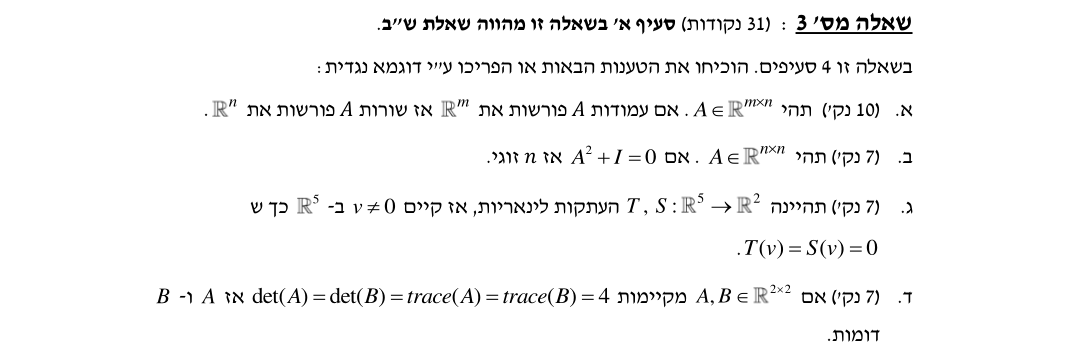 שאלה מס׳ 3 : (31 נקודות) סעיף א׳ בשאלה זו מהווה שאלת ש״ב.
בשאלה זו 4 סעיפים. הוכיחו את הטענות הבאות או הפריכו ע״י דוגמא נגדית:
א. (10 נק׳) תהי A ∈ ℝ^{m×n}. אם עמודות A פורשות את ℝ^m אז שורות A פורשות את ℝ^n.
ב. (7 נק׳) תהי A ∈ ℝ^{n×n}. אם A² + I = 0 אז n זוגי.
ג. (7 נק׳) תהיינה T, S : ℝ⁵ → ℝ² העתקות לינאריות, אז קיים v ≠ 0 ב- ℝ⁵ כך ש
T(v) = S(v) = 0.
ד. (7 נק׳) אם A, B ∈ ℝ^{2×2} מקיימות det(A) = det(B) = trace(A) = trace(B) = 4 אז A ו- B
דומות.